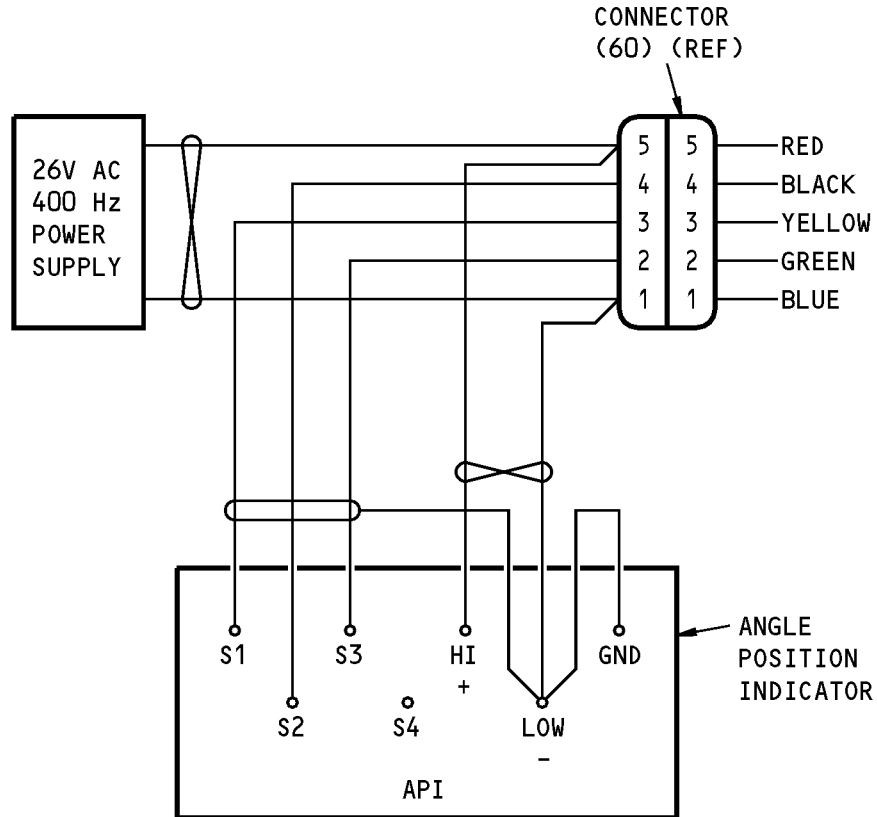 CONNECTOR
(60) (REF)
26V AC
400 Hz
POWER
SUPPLY
5 5 RED
4 4 BLACK
3 3 YELLOW
2 2 GREEN
1 1 BLUE
S1 S3 HI GND
+
S2 S4 LOW
-
API
ANGLE
POSITION
INDICATOR